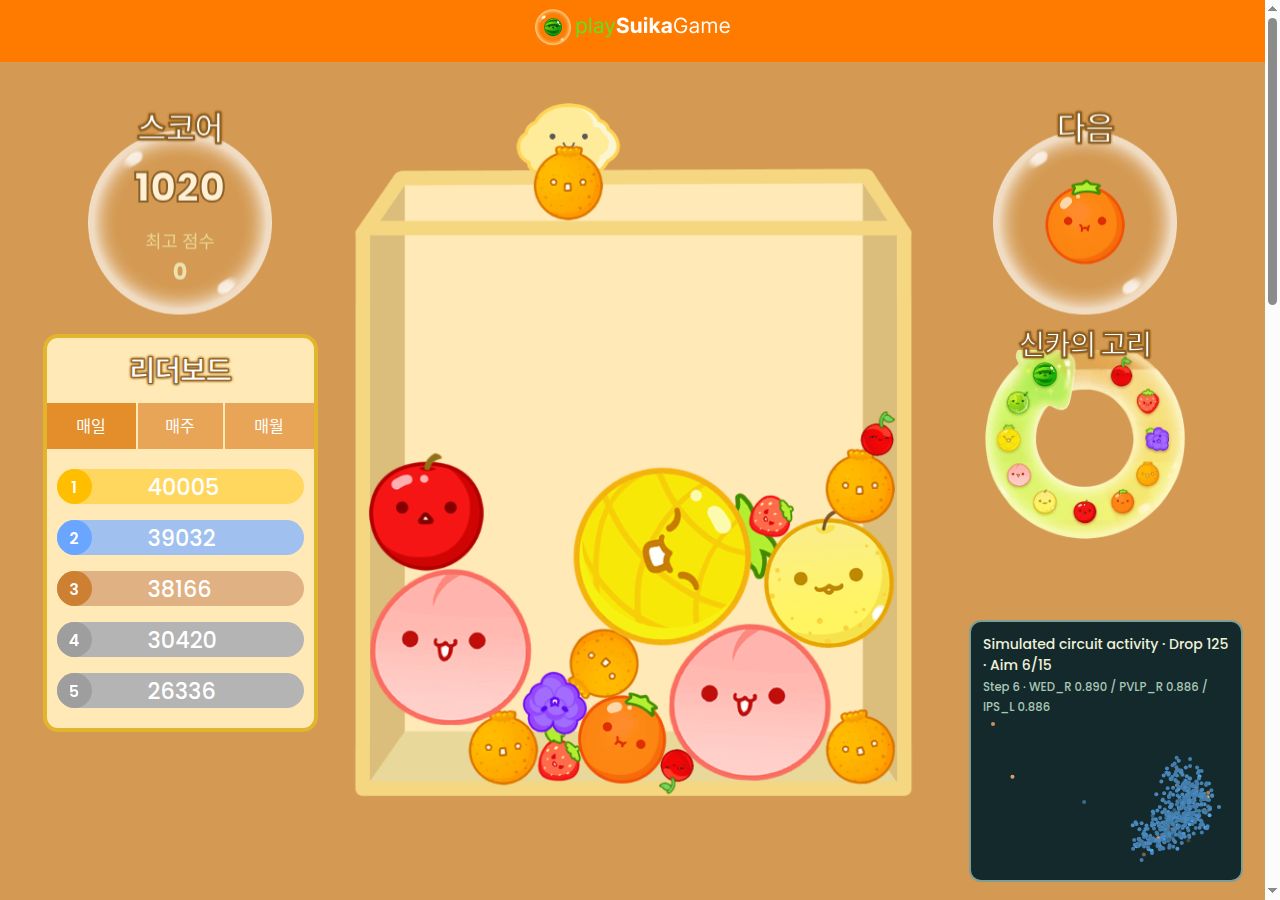 playSuikaGame
스코어
1020
최고 점수
0
다음
신카의 고리
리더보드
매일
매주
매월
1 40005
2 39032
3 38166
4 30420
5 26336
Simulated circuit activity · Drop 125
· Aim 6/15
Step 6 · WED_R 0.890 / PVLP_R 0.886 /
IPS_L 0.886